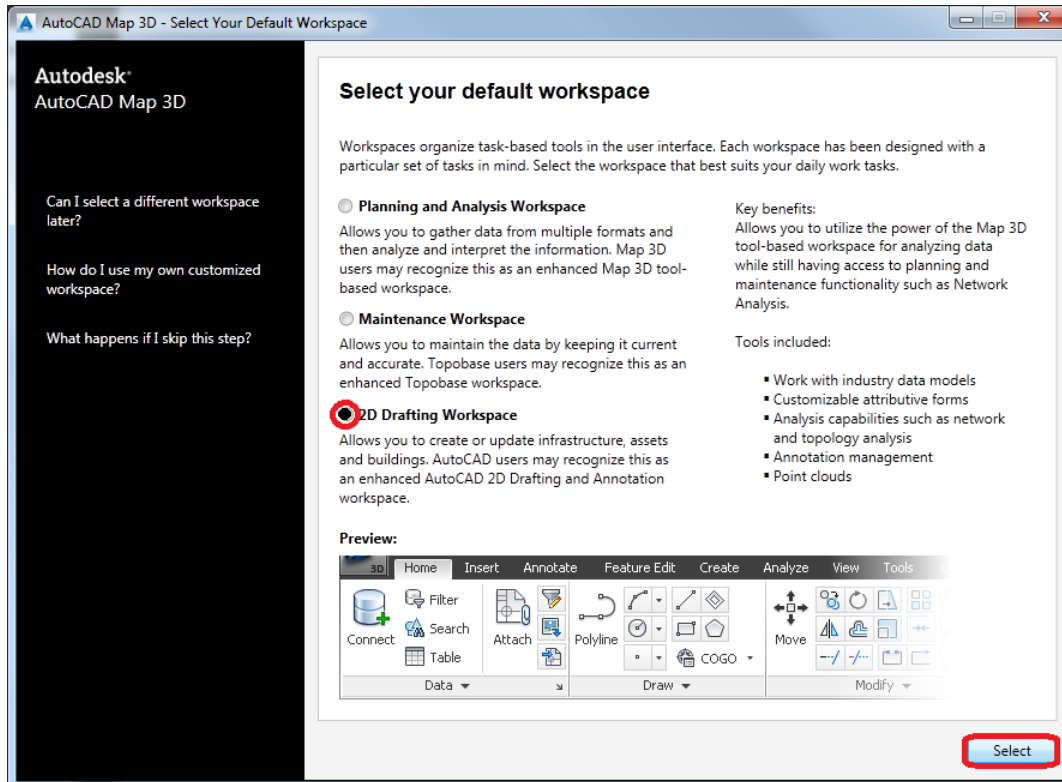 AutoCAD Map 3D - Select Your Default Workspace
Autodesk®
AutoCAD Map 3D
Can I select a different workspace
later?
How do I use my own customized
workspace?
What happens if I skip this step?
Select your default workspace
Workspaces organize task-based tools in the user interface. Each workspace has been designed with a
particular set of tasks in mind. Select the workspace that best suits your daily work tasks.
Planning and Analysis Workspace
Allows you to gather data from multiple formats and
then analyze and interpret the information. Map 3D
users may recognize this as an enhanced Map 3D tool-
based workspace.
Maintenance Workspace
Allows you to maintain the data by keeping it current
and accurate. Topobase users may recognize this as an
enhanced Topobase workspace.
2D Drafting Workspace
Allows you to create or update infrastructure, assets
and buildings. AutoCAD users may recognize this as
an enhanced AutoCAD 2D Drafting and Annotation
workspace.
Key benefits:
Allows you to utilize the power of the Map 3D
tool-based workspace for analyzing data
while still having access to planning and
maintenance functionality such as Network
Analysis.
Tools included:
▪ Work with industry data models
▪ Customizable attributive forms
▪ Analysis capabilities such as network
and topology analysis
▪ Annotation management
▪ Point clouds
Preview:
3D Home Insert Annotate Feature Edit Create Analyze View Tools
Filter
Search
Table
Connect
Attach
Polyline
COGO
Move
Data
Draw
Modify
Select